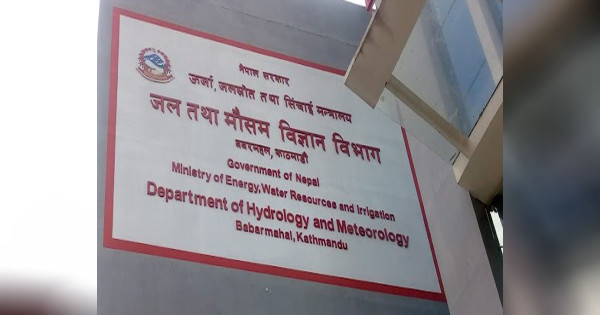 नेपाल सरकार
ऊर्जा, जलस्रोत तथा सिंचाई मन्त्रालय
जल तथा मौसम विज्ञान विभाग
बबरमहल, काठमाडौं
Government of Nepal
Ministry of Energy, Water Resources and Irrigation
Department of Hydrology and Meteorology
Babarmahal, Kathmandu